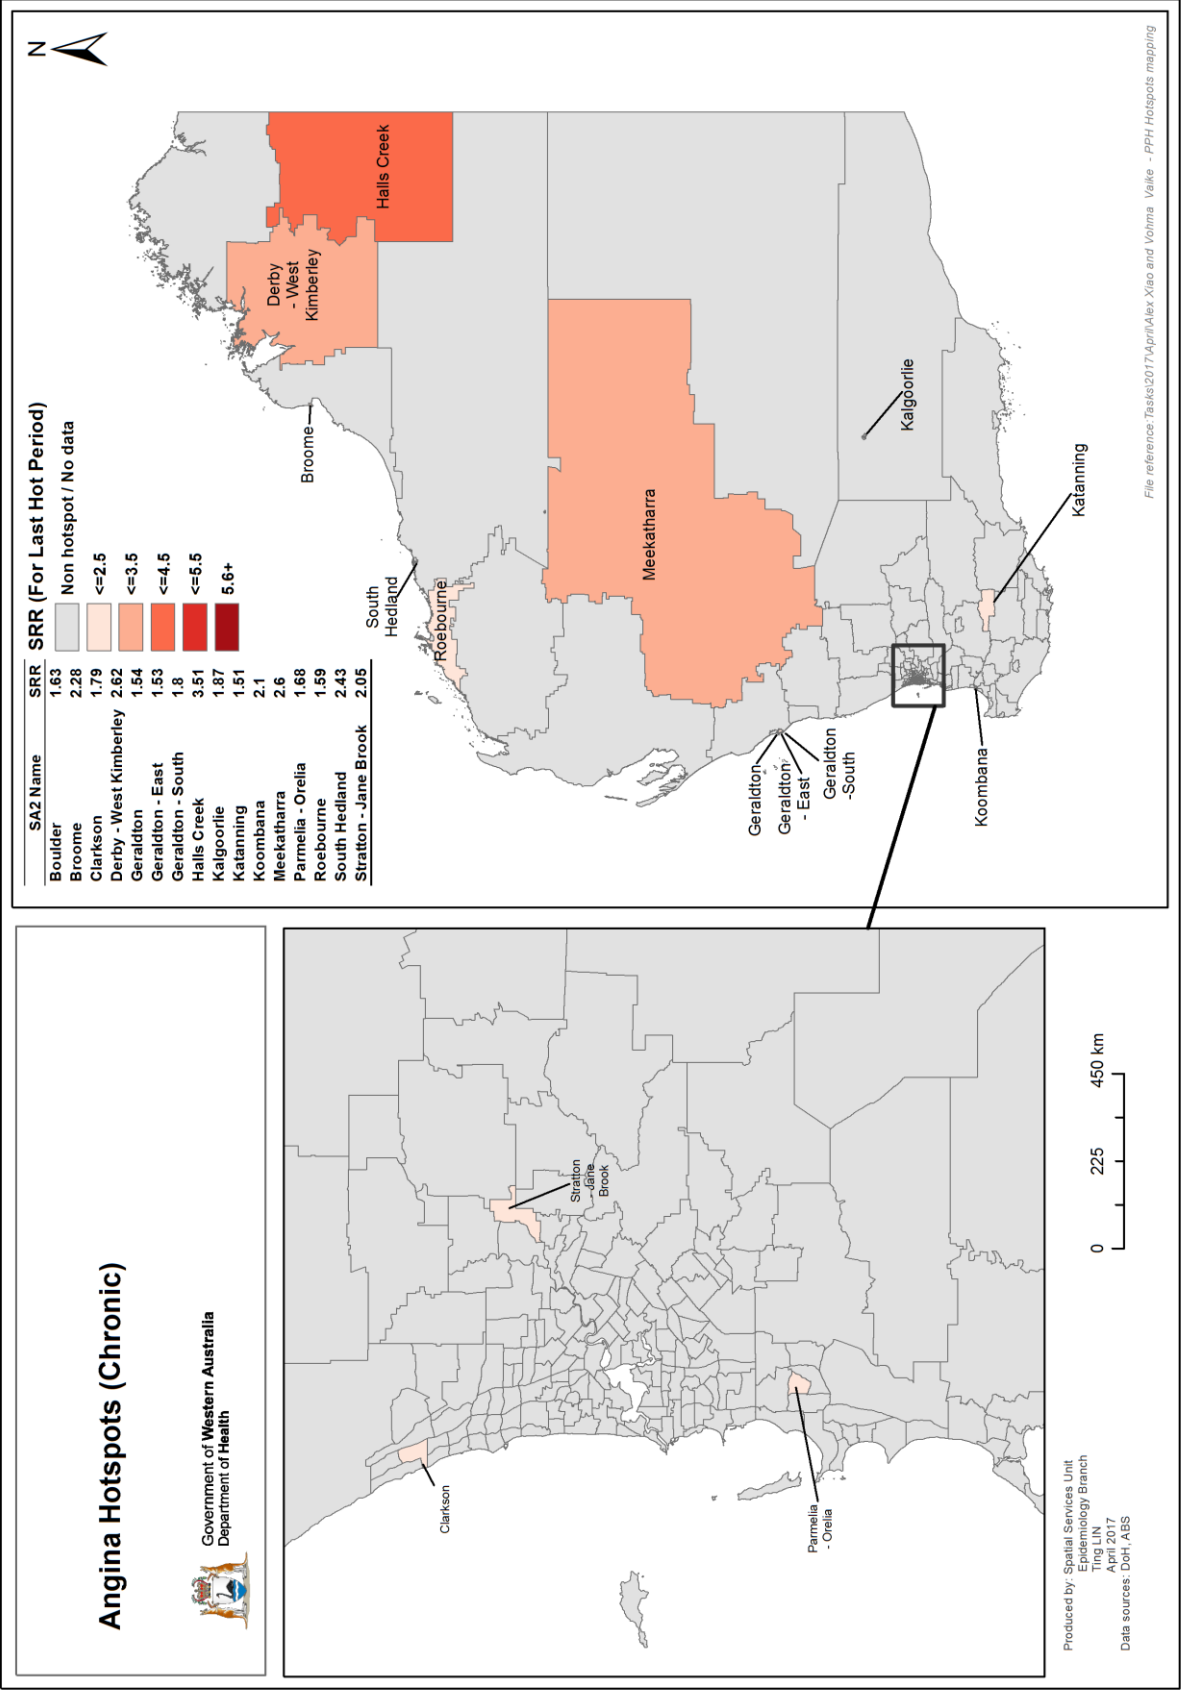 Angina Hotspots (Chronic)
Government of Western Australia
Department of Health
SA2 Name SRR
Boulder 1.63
Broome 2.28
Clarkson 1.79
Derby - West Kimberley 2.62
Geraldton 1.54
Geraldton - East 1.53
Geraldton - South 1.8
Halls Creek 3.51
Kalgoorlie 1.87
Katanning 1.51
Koombana 2.1
Meekatharra 2.6
Parmelia - Orelia 1.68
Roebourne 1.59
South Hedland 2.43
Stratton - Jane Brook 2.05
SRR (For Last Hot Period)
Non hotspot / No data
<=2.5
<=3.5
<=4.5
<=5.5
5.6+
N
Halls Creek
Derby
- West
Kimberley
Broome
South
Hedland
Roebourne
Meekatharra
Kalgoorlie
Katanning
Geraldton
Geraldton
- East
Geraldton
-South
Koombana
Clarkson
Stratton
- Jane
Brook
Parmelia
- Orelia
0 225 450 km
Produced by: Spatial Services Unit
Epidemiology Branch
Ting LIN
April 2017
Data sources: DoH, ABS
File reference:Tasks\2017\April\Alex Xiao and Vohma Vaike - PPH Hotspots mapping